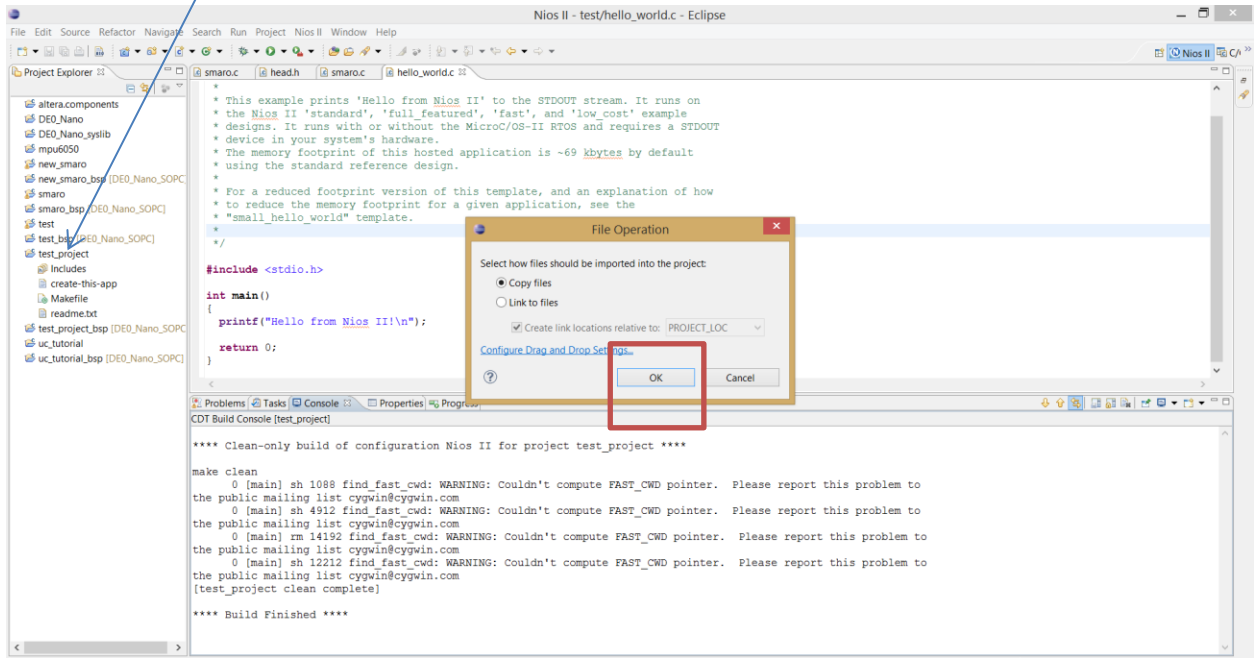 Nios II - test/hello_world.c - Eclipse
File Edit Source Refactor Navigate Search Run Project Nios II Window Help
Nios II C/
Project Explorer
altera.components
DE0_Nano
DE0_Nano_syslib
mpu6050
new_smaro
new_smaro_bsp [DE0_Nano_SOPC
smaro
smaro_bsp [DE0_Nano_SOPC]
test
test_bsp [DE0_Nano_SOPC]
test_project
Includes
create-this-app
Makefile
readme.txt
test_project_bsp [DE0_Nano_SOPC
uc_tutorial
uc_tutorial_bsp [DE0_Nano_SOPC]
smaro.c head.h smaro.c hello_world.c
*
* This example prints 'Hello from Nios II' to the STDOUT stream. It runs on
* the Nios II 'standard', 'full_featured', 'fast', and 'low_cost' example
* designs. It runs with or without the MicroC/OS-II RTOS and requires a STDOUT
* device in your system's hardware.
* The memory footprint of this hosted application is ~69 kbytes by default
* using the standard reference design.
*
* For a reduced footprint version of this template, and an explanation of how
* to reduce the memory footprint for a given application, see the
* "small_hello_world" template.
*
*/
#include <stdio.h>
int main()
{
printf("Hello from Nios II!\n");
return 0;
}
File Operation
Select how files should be imported into the project:
Copy files
Link to files
Create link locations relative to: PROJECT_LOC
Configure Drag and Drop Settings...
OK Cancel
Problems Tasks Console Properties Progress
CDT Build Console [test_project]
**** Clean-only build of configuration Nios II for project test_project ****
make clean
0 [main] sh 1088 find_fast_cwd: WARNING: Couldn't compute FAST_CWD pointer. Please report this problem to
the public mailing list cygwin@cygwin.com
0 [main] sh 4912 find_fast_cwd: WARNING: Couldn't compute FAST_CWD pointer. Please report this problem to
the public mailing list cygwin@cygwin.com
0 [main] rm 14192 find_fast_cwd: WARNING: Couldn't compute FAST_CWD pointer. Please report this problem to
the public mailing list cygwin@cygwin.com
0 [main] sh 12212 find_fast_cwd: WARNING: Couldn't compute FAST_CWD pointer. Please report this problem to
the public mailing list cygwin@cygwin.com
[test_project clean complete]
**** Build Finished ****